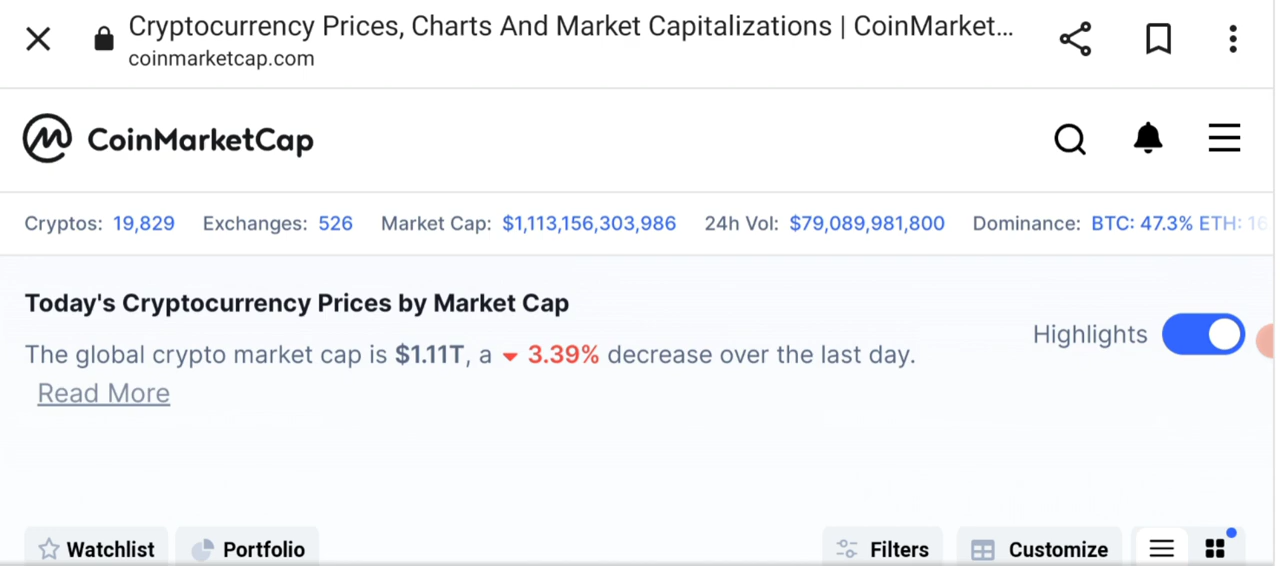 Cryptocurrency Prices, Charts And Market Capitalizations | CoinMarket...
coinmarketcap.com
CoinMarketCap
Cryptos: 19,829 Exchanges: 526 Market Cap: $1,113,156,303,986 24h Vol: $79,089,981,800 Dominance: BTC: 47.3% ETH: 16
Today's Cryptocurrency Prices by Market Cap
The global crypto market cap is $1.11T, a 3.39% decrease over the last day.
Read More
Highlights
Watchlist Portfolio Filters Customize